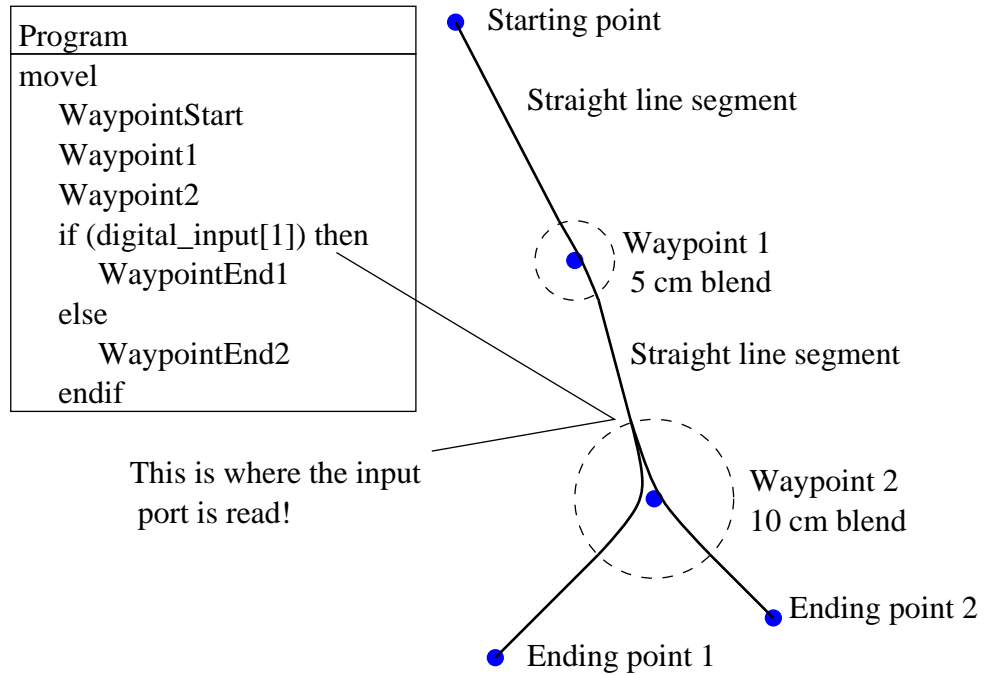 Program
movel
WaypointStart
Waypoint1
Waypoint2
if (digital_input[1]) then
WaypointEnd1
else
WaypointEnd2
endif
This is where the input
port is read!
Starting point
Straight line segment
Waypoint 1
5 cm blend
Straight line segment
Waypoint 2
10 cm blend
Ending point 2
Ending point 1